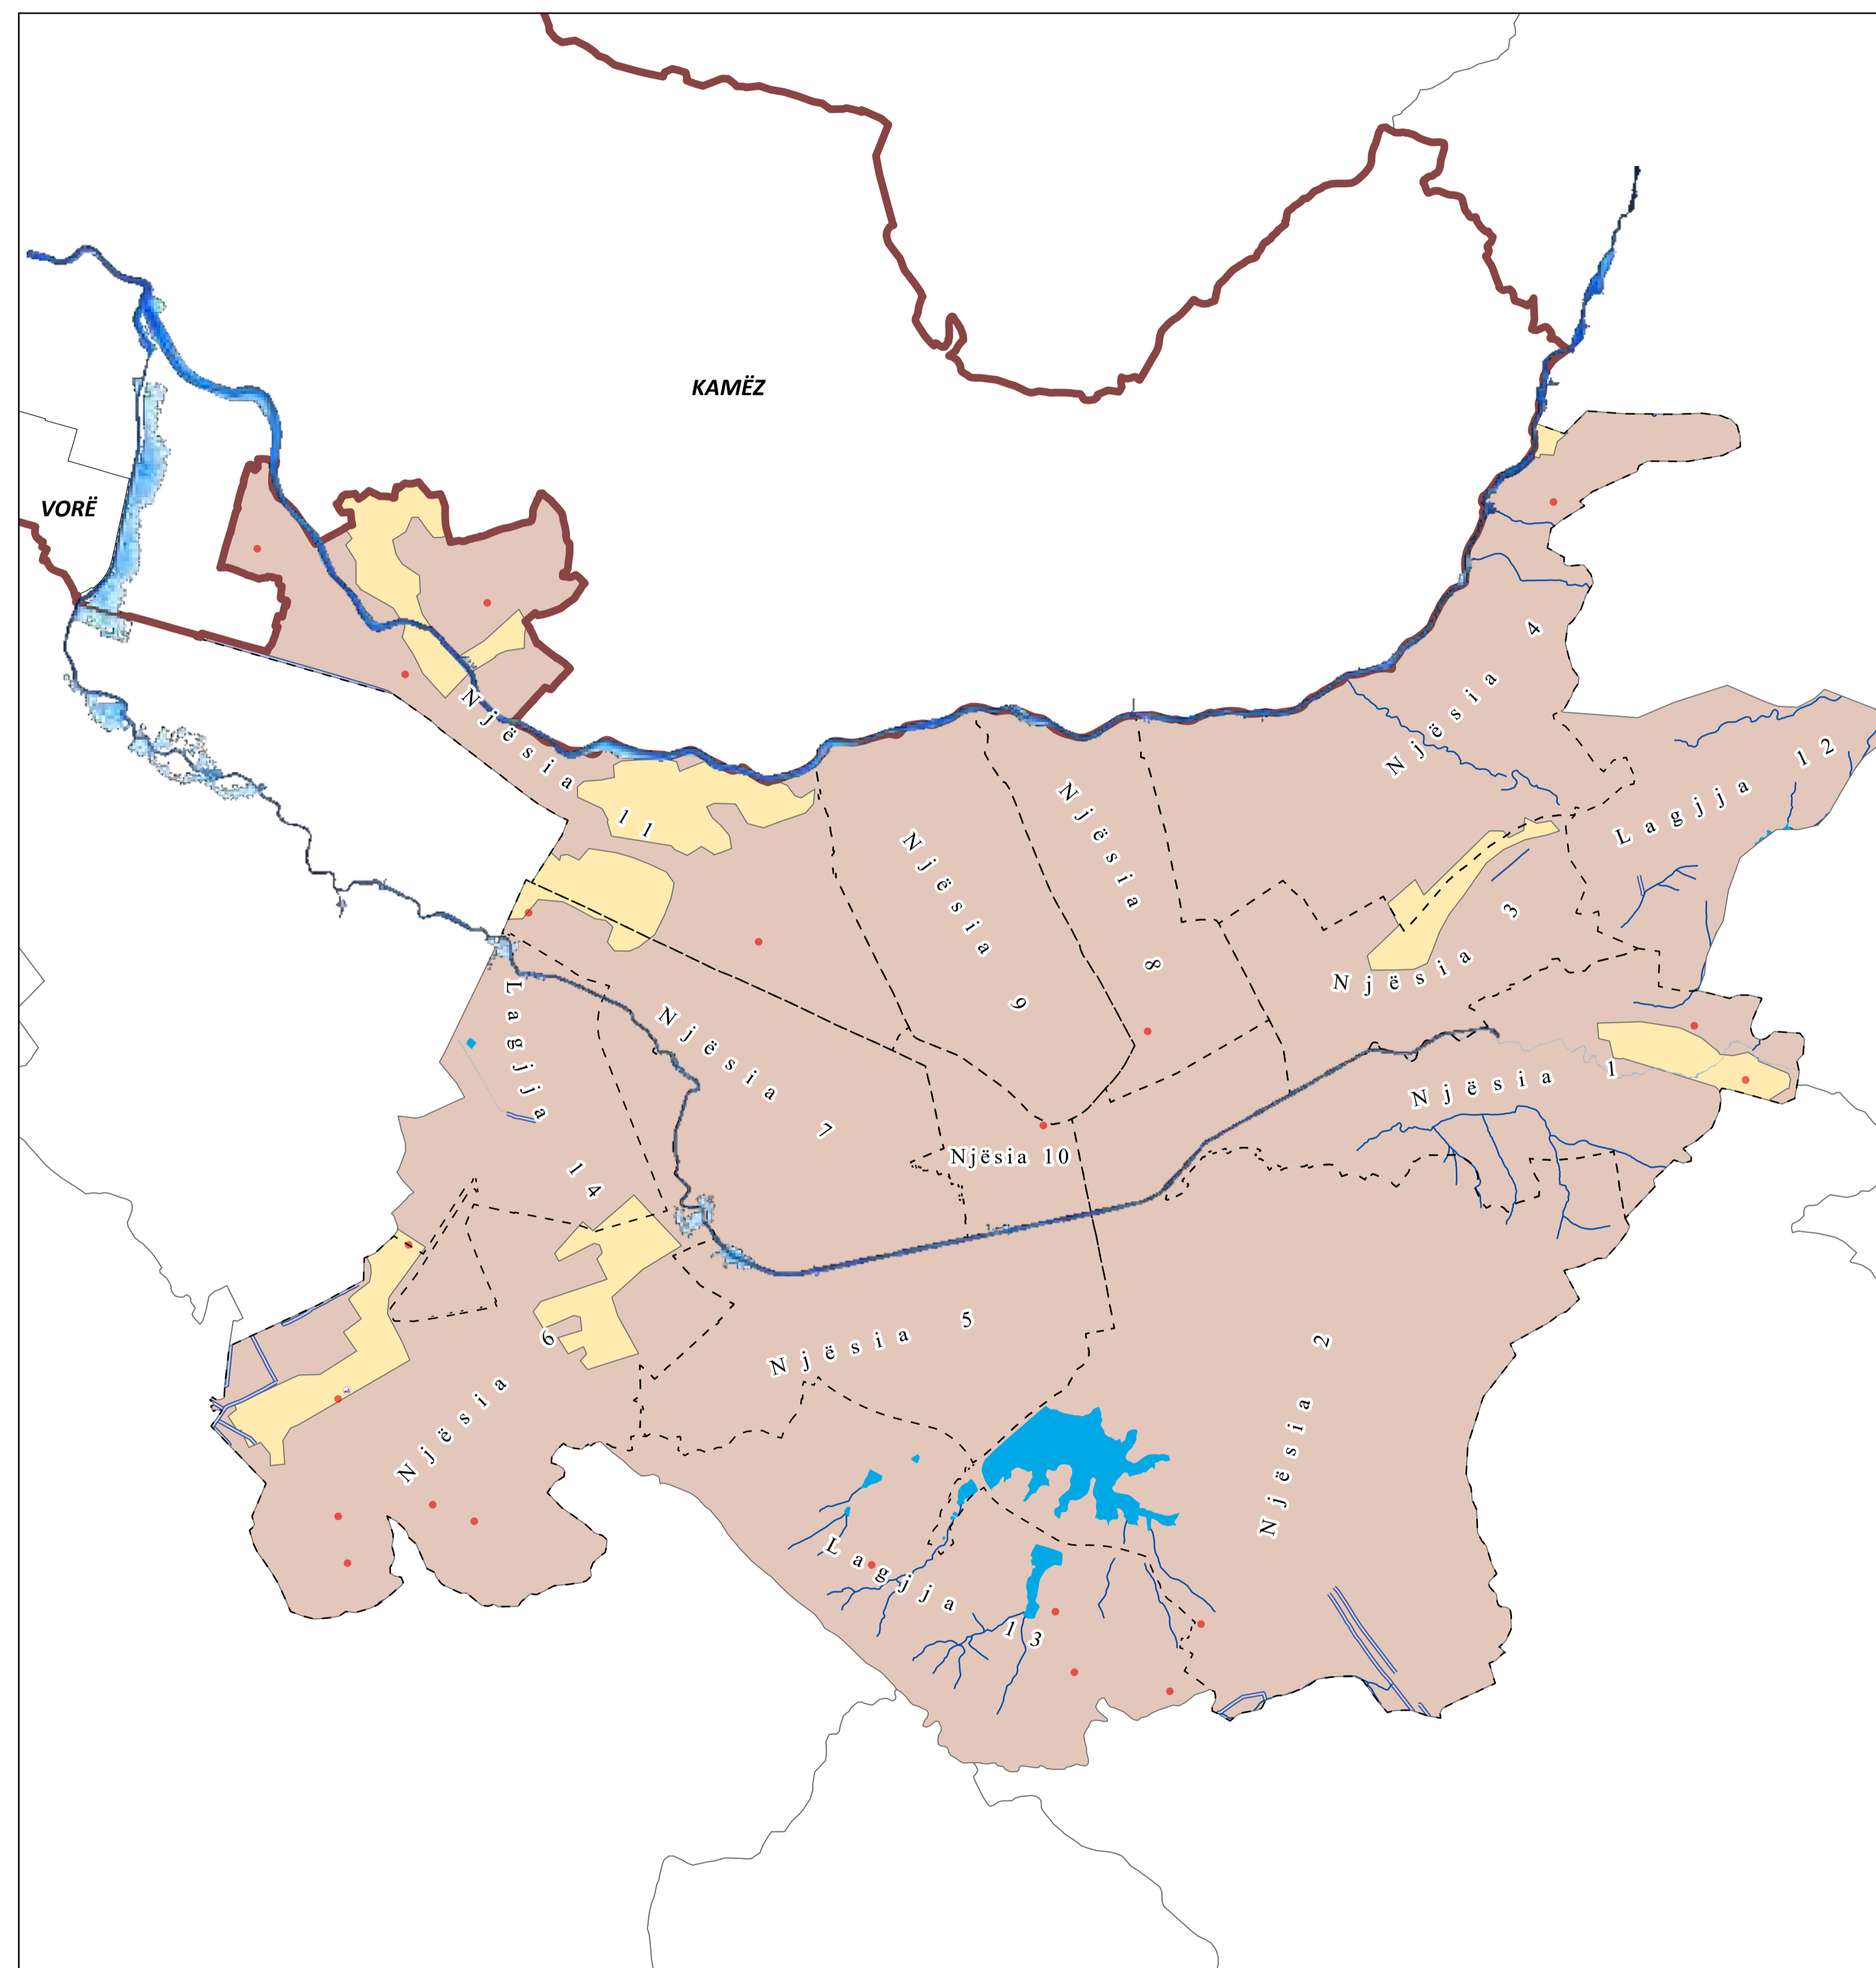 KAMËZ
VORË
Njësia 4
Lagjja 12
Njësia 11
Njësia 9
Njësia 8
Njësia 3
Lagjja 14
Njësia 7
Njësia 1
Njësia 10
Njësia 5
Njësia 6
Njësia 2
Lagjja 13